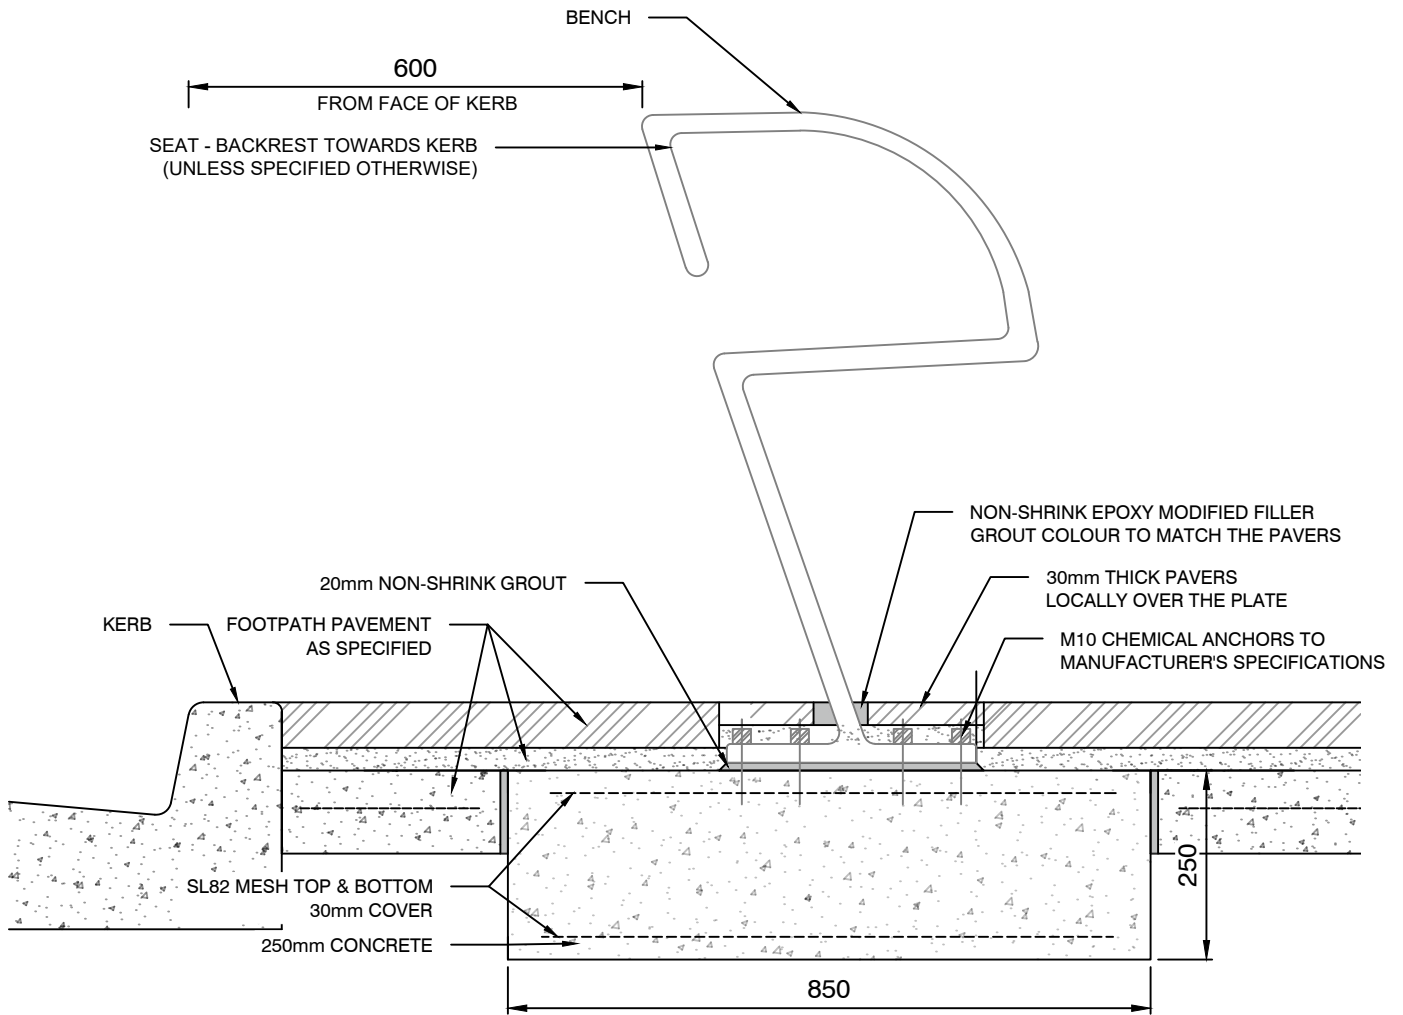 BENCH
600
FROM FACE OF KERB
SEAT - BACKREST TOWARDS KERB
(UNLESS SPECIFIED OTHERWISE)
NON-SHRINK EPOXY MODIFIED FILLER
GROUT COLOUR TO MATCH THE PAVERS
20mm NON-SHRINK GROUT
30mm THICK PAVERS
LOCALLY OVER THE PLATE
KERB
FOOTPATH PAVEMENT
AS SPECIFIED
M10 CHEMICAL ANCHORS TO
MANUFACTURER'S SPECIFICATIONS
250
SL82 MESH TOP & BOTTOM
30mm COVER
250mm CONCRETE
850